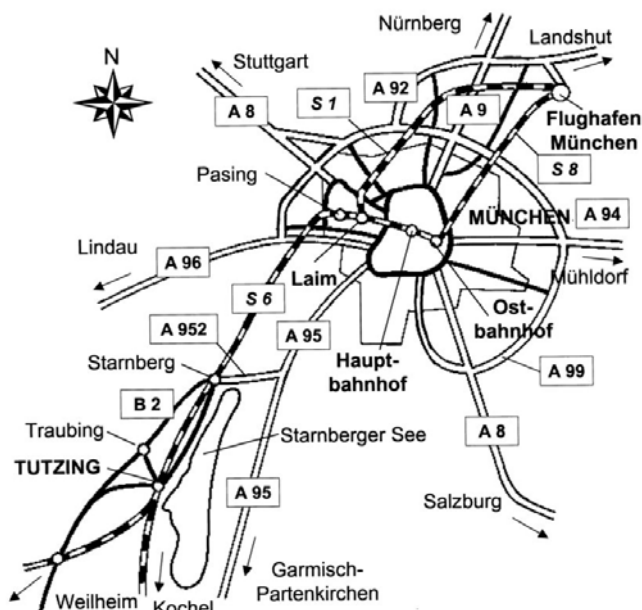 Nürnberg
N
Landshut
Stuttgart
A 92
A 8
S 1
A 9
Flughafen
München
S 8
Pasing
MÜNCHEN
A 94
Lindau
A 96
Laim
Mühldorf
S 6
Ost-
bahnhof
A 952
A 95
Haupt-
bahnhof
Starnberg
A 99
B 2
A 8
Traubing
Starnberger See
TUTZING
A 95
Salzburg
Garmisch-
Partenkirchen
Weilheim
Kochel